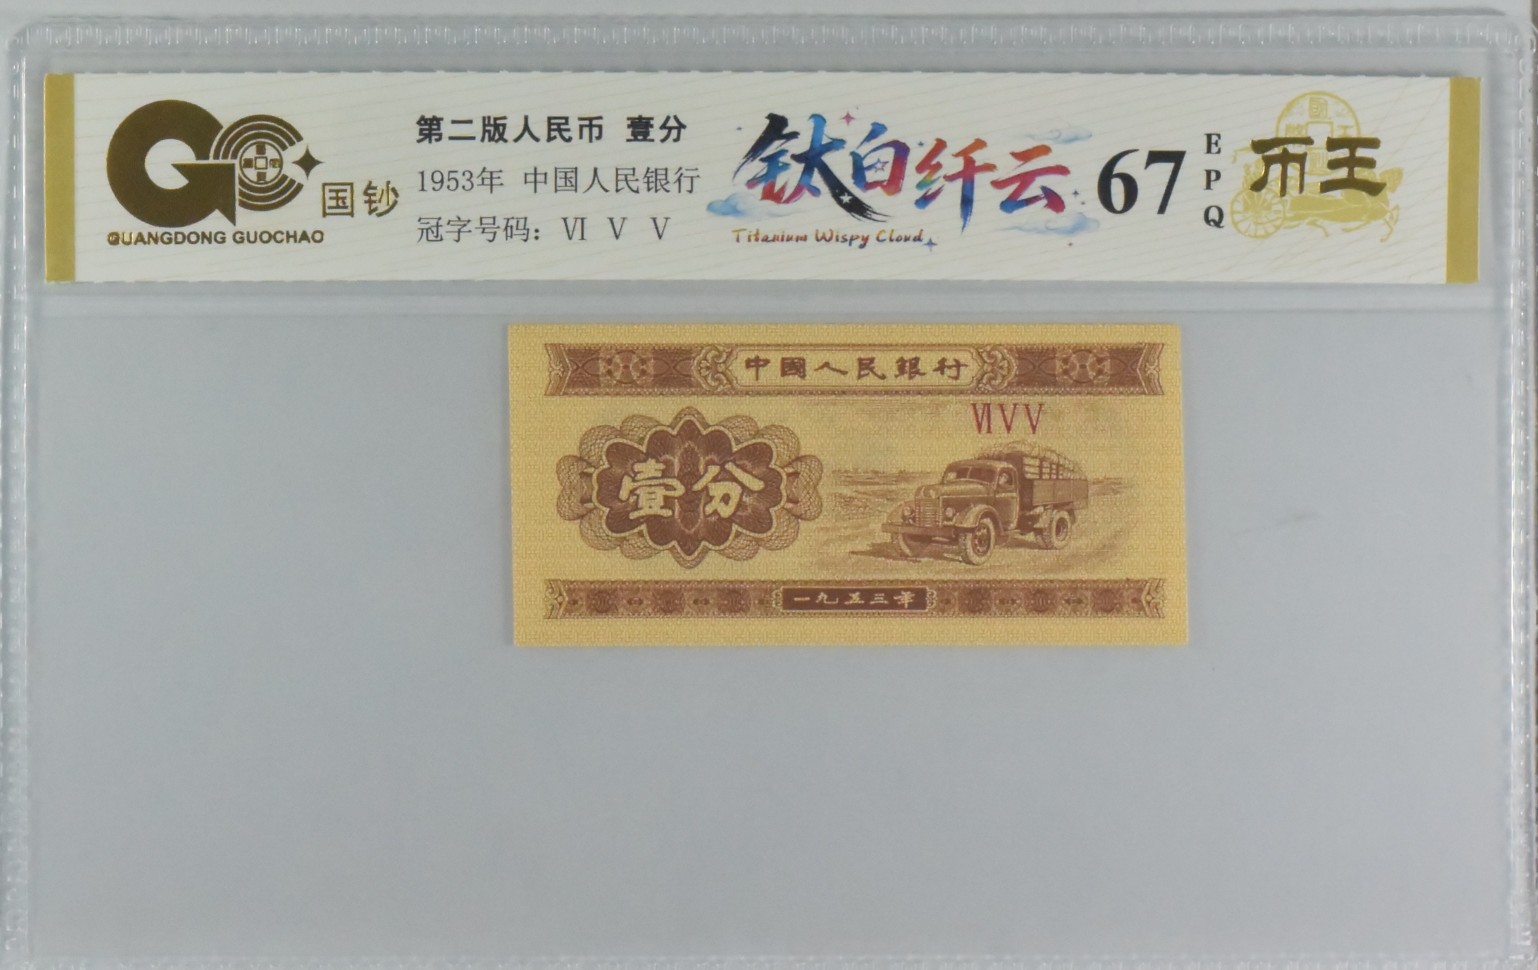 国钞
GUANGDONG GUOCHAO
第二版人民币 壹分
1953年 中国人民银行
冠字号码：Ⅵ Ⅴ Ⅴ
钛白纤云
Titanium Wispy Cloud
67
EPQ
币王
中國人民銀行
ⅥⅤⅤ
壹分
一九五三年